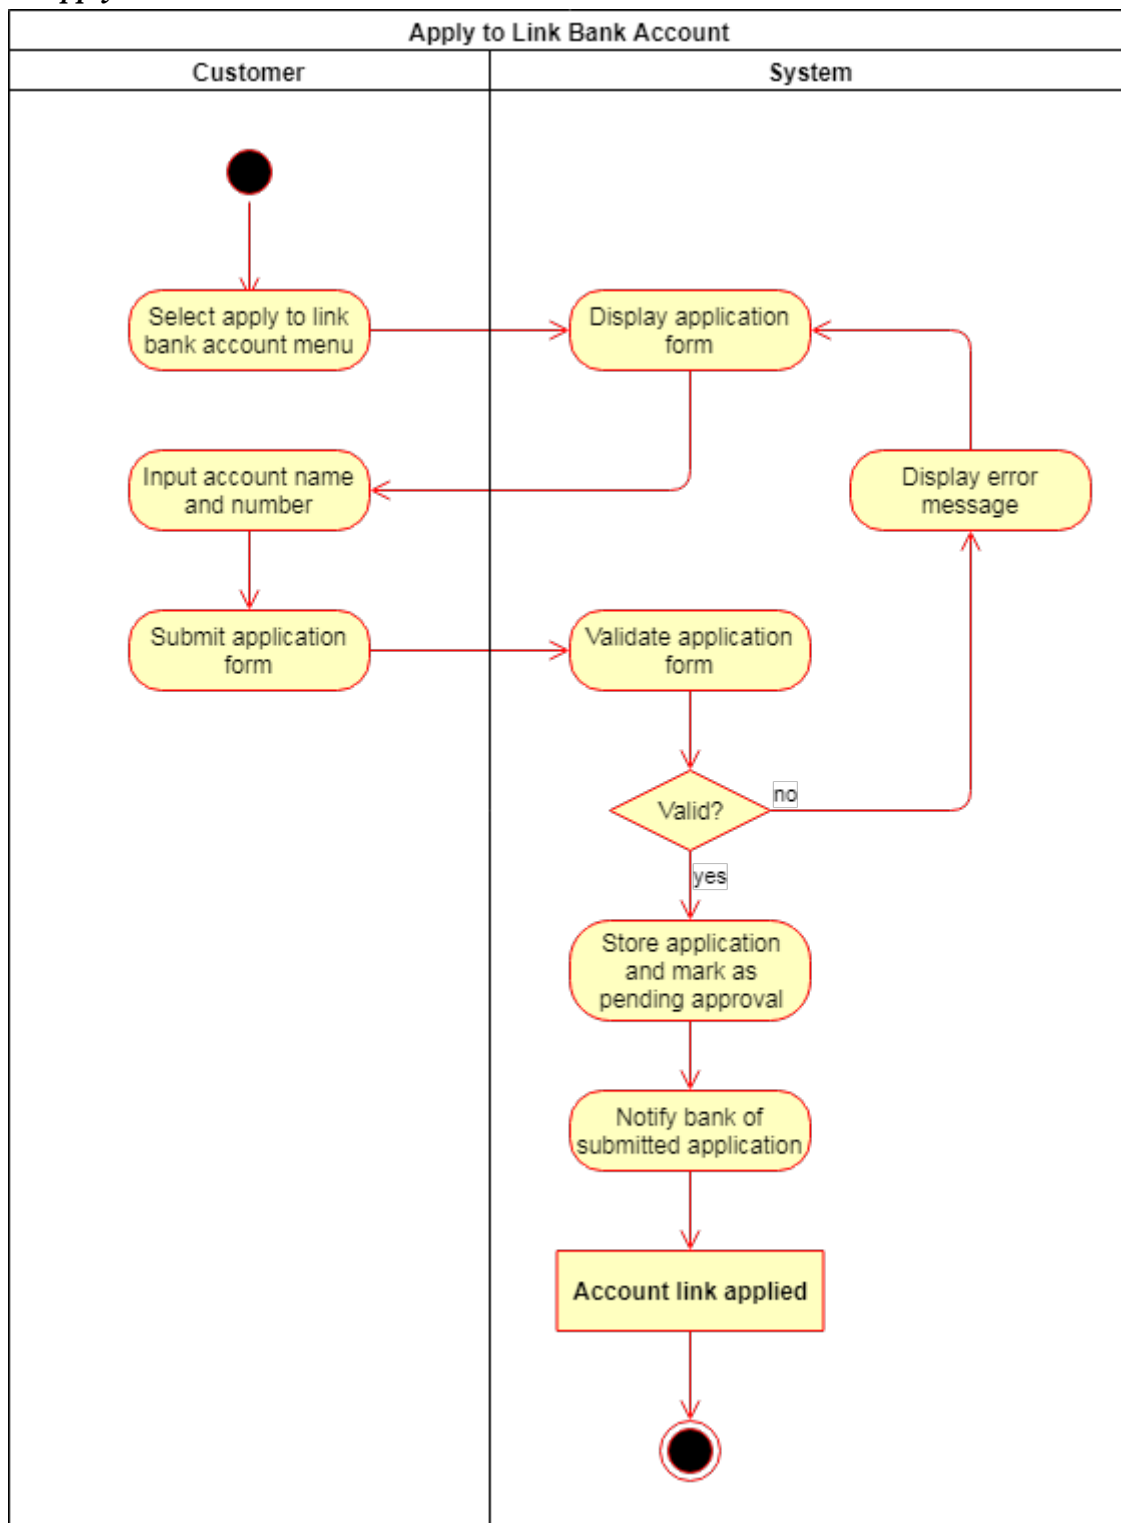 Apply to Link Bank Account
Customer
System
Select apply to link
bank account menu
Display application
form
Input account name
and number
Display error
message
Submit application
form
Validate application
form
Valid?
no
yes
Store application
and mark as
pending approval
Notify bank of
submitted application
Account link applied